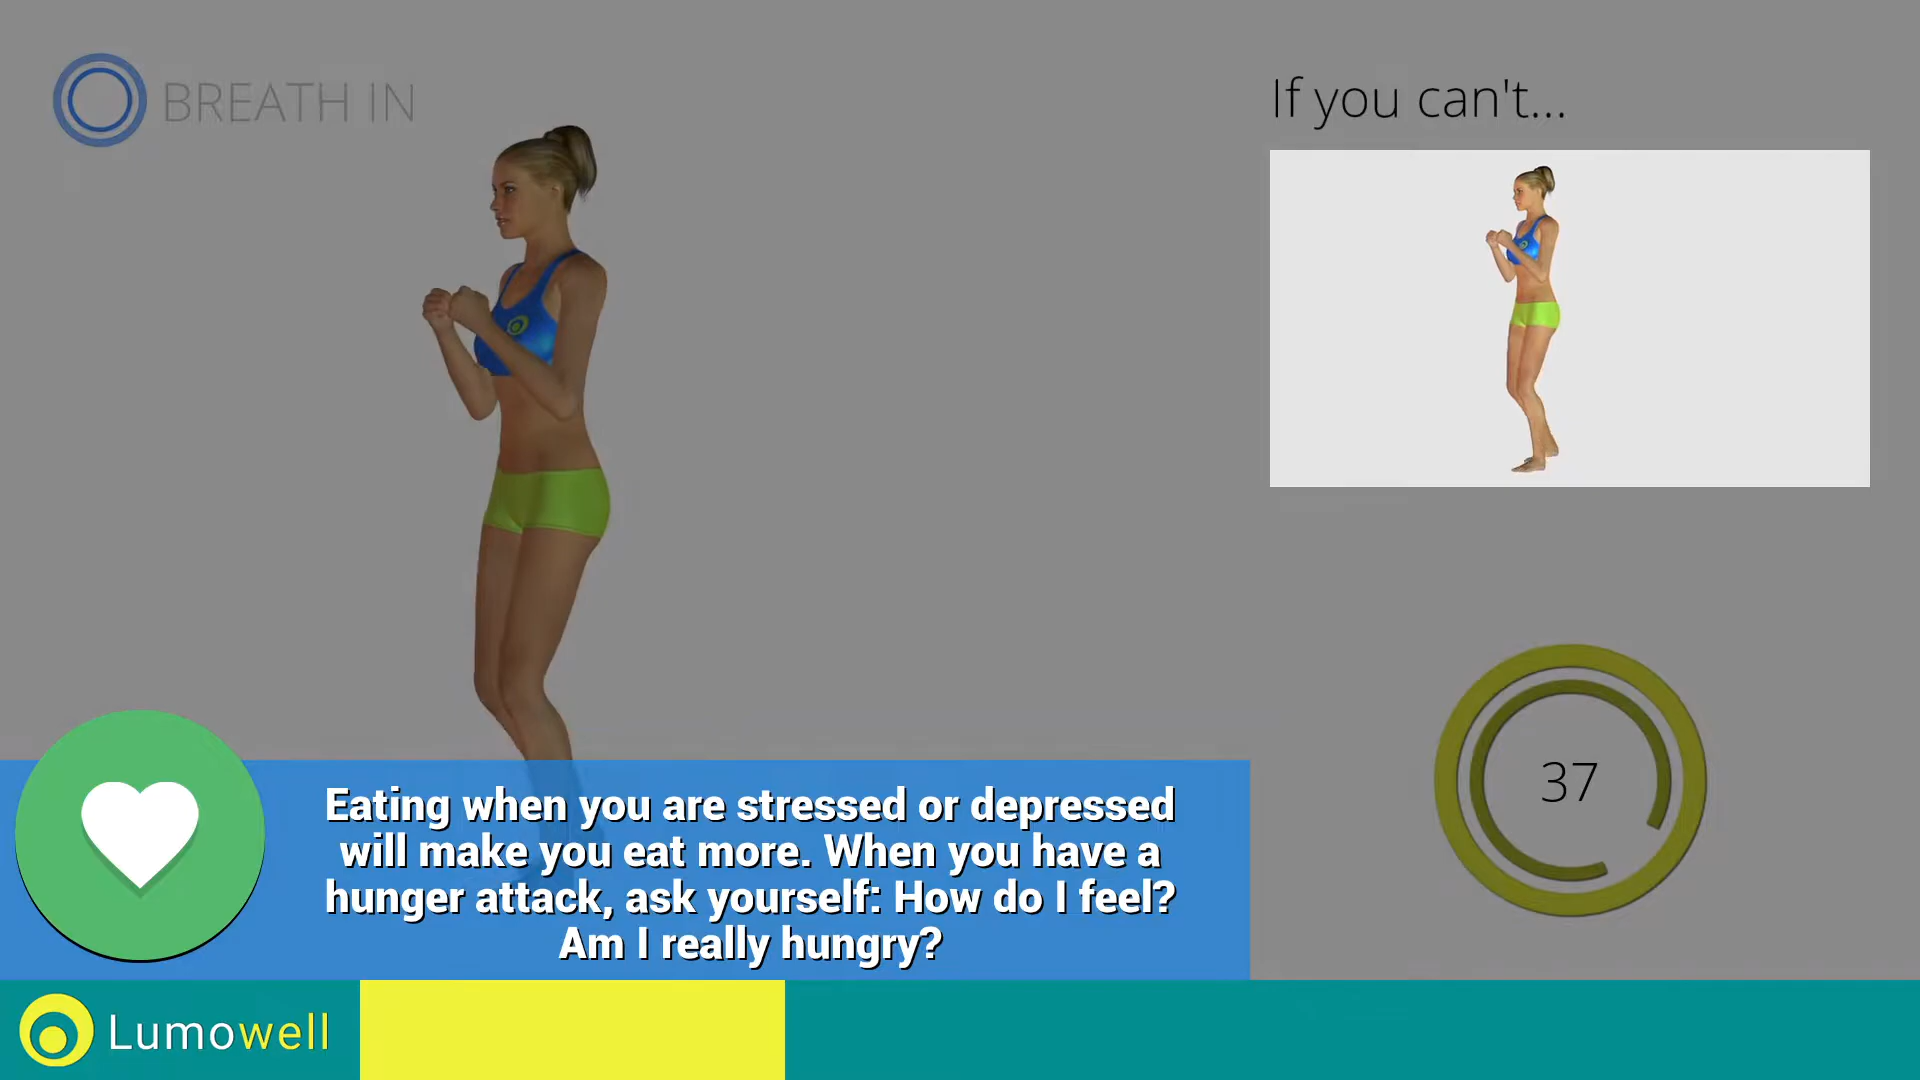 BREATH IN
If you can't...
37
Eating when you are stressed or depressed
will make you eat more. When you have a
hunger attack, ask yourself: How do I feel?
Am I really hungry?
Lumowell